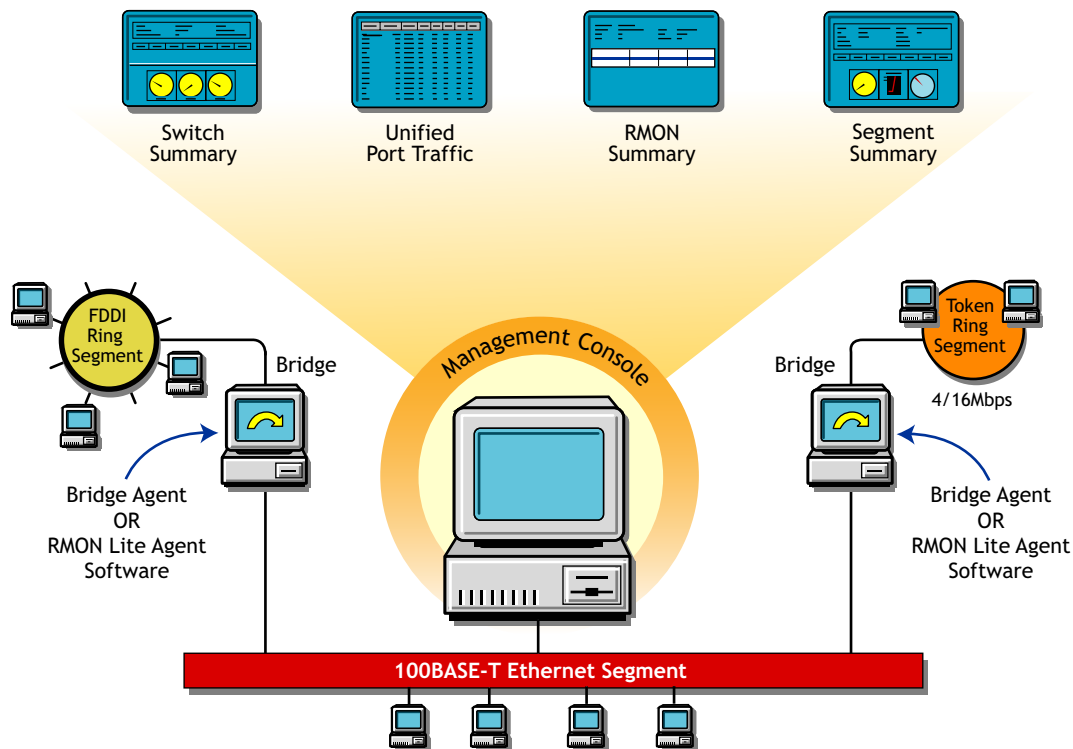 Switch
Summary
Unified
Port Traffic
RMON
Summary
Segment
Summary
Management Console
FDDI
Ring
Segment
Bridge
Bridge Agent
OR
RMON Lite Agent
Software
Token
Ring
Segment
4/16Mbps
Bridge
Bridge Agent
OR
RMON Lite Agent
Software
100BASE-T Ethernet Segment